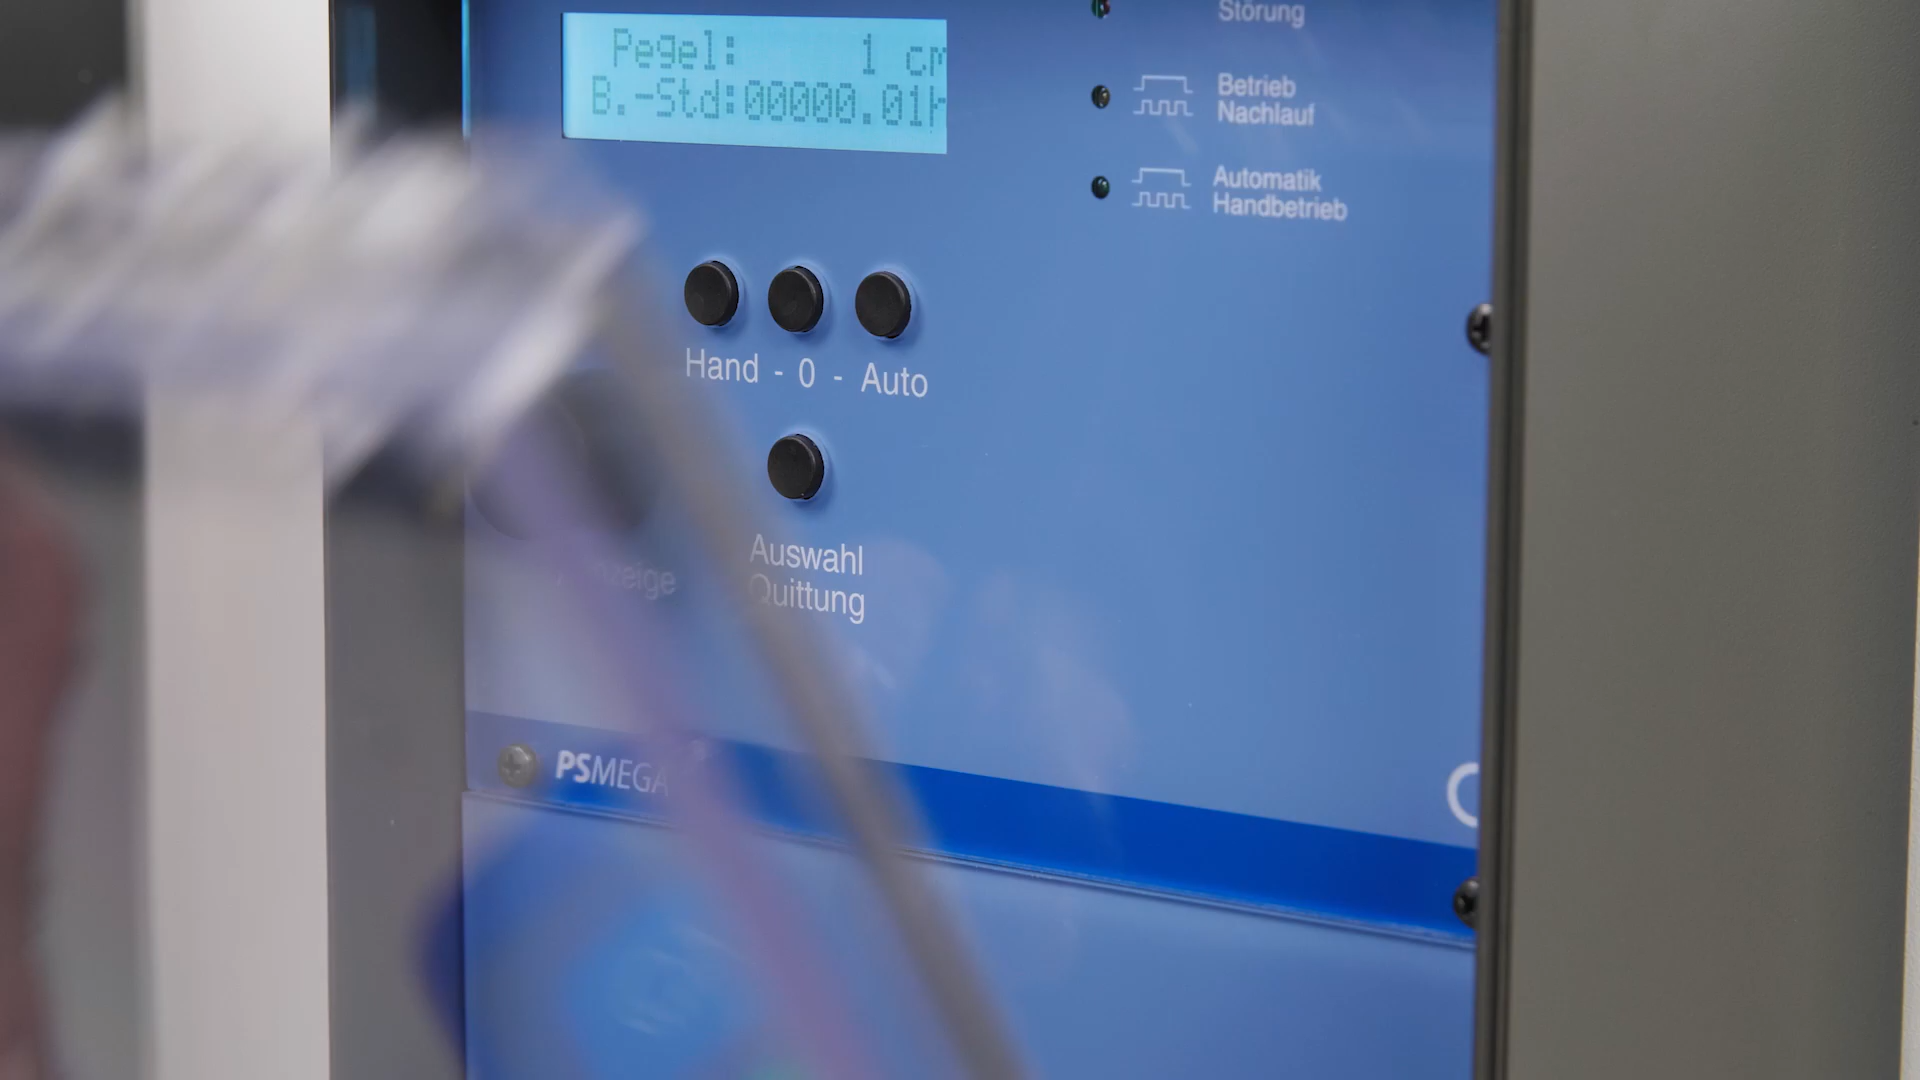 Pegel: 1 cm
B.-Std:00000.01h
Störung
Betrieb
Nachlauf
Automatik
Handbetrieb
Hand - 0 - Auto
Auswahl
Quittung
PSMEGA